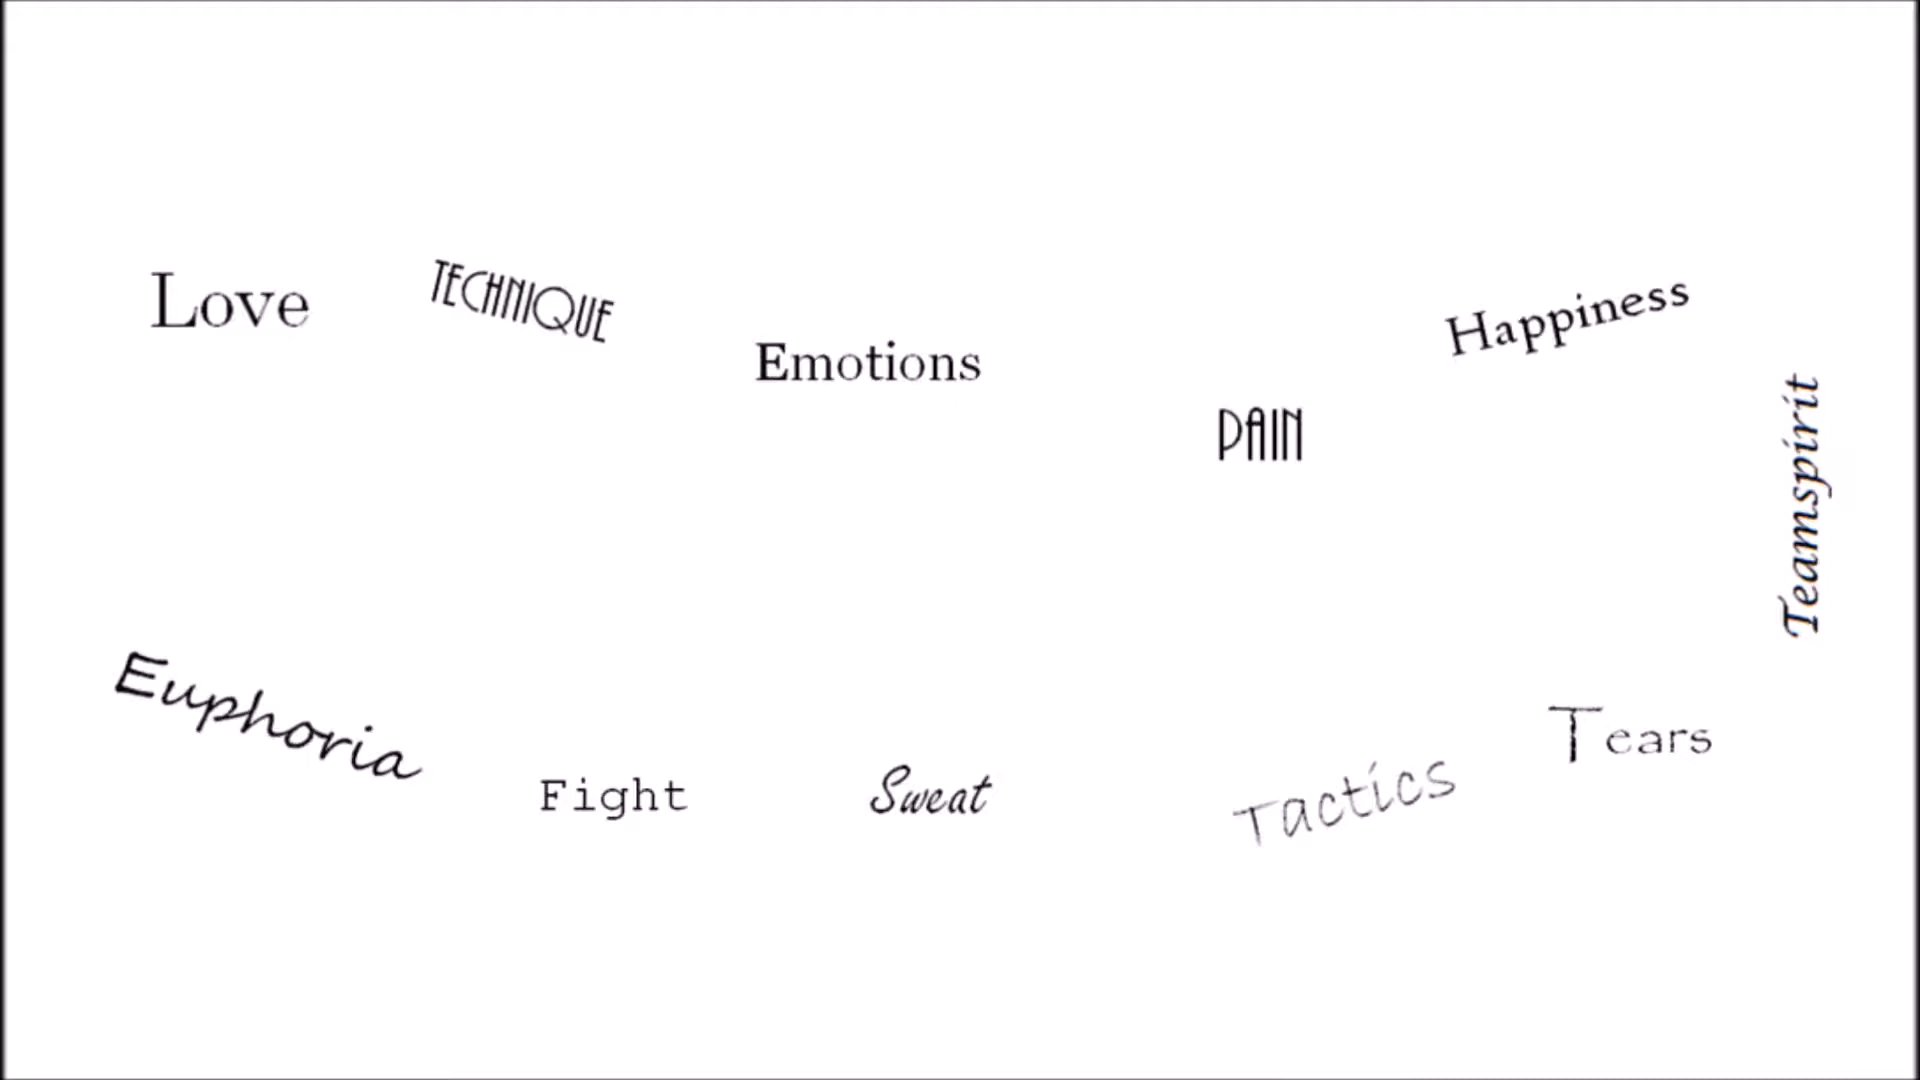 Love
TECHNIQUE
Emotions
PAIN
Happiness
Teamspirit
Euphoria
Fight
Sweat
Tactics
Tears